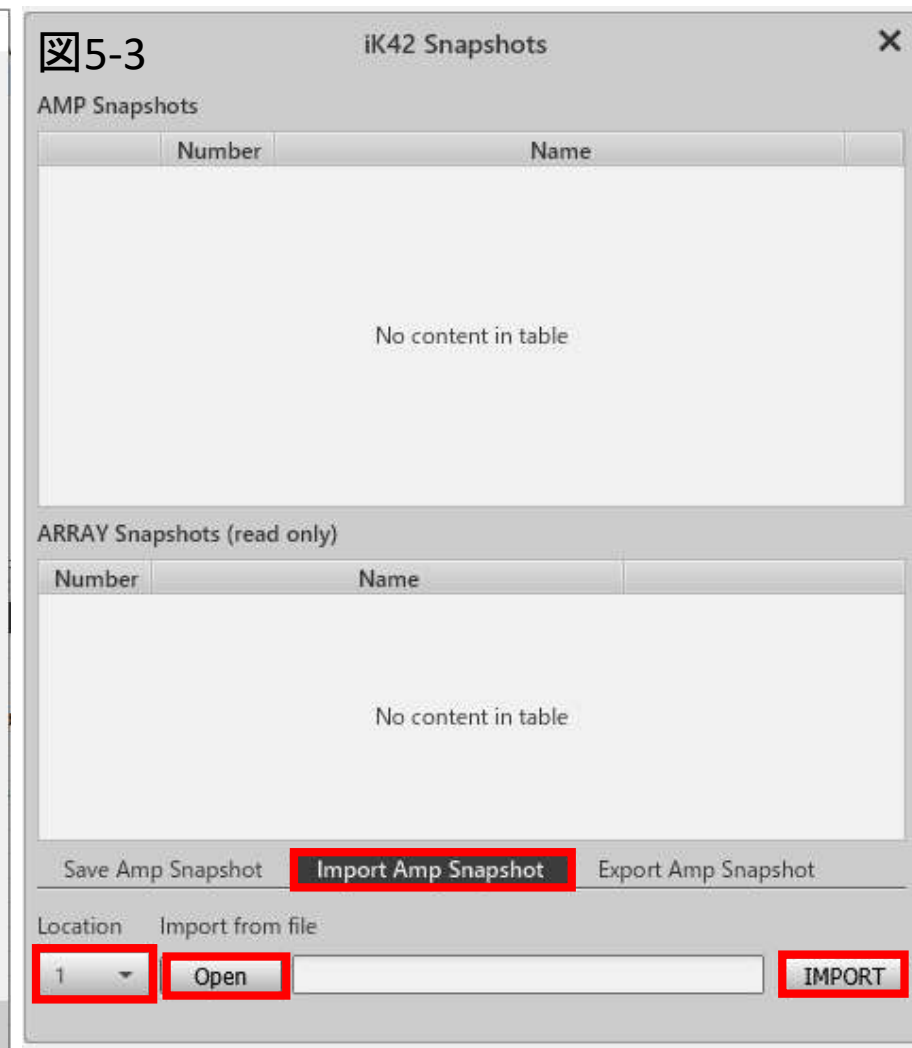 図5-3
iK42 Snapshots
AMP Snapshots
Number Name
No content in table
ARRAY Snapshots (read only)
Number Name
No content in table
Save Amp Snapshot Import Amp Snapshot Export Amp Snapshot
Location Import from file
1 Open IMPORT